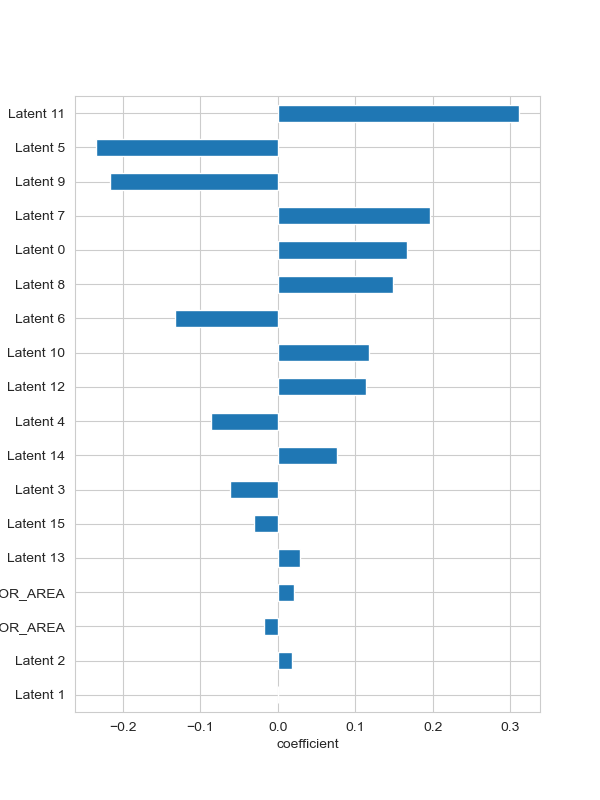 Latent 11
Latent 5
Latent 9
Latent 7
Latent 0
Latent 8
Latent 6
Latent 10
Latent 12
Latent 4
Latent 14
Latent 3
Latent 15
Latent 13
OR_AREA
OR_AREA
Latent 2
Latent 1
−0.2 −0.1 0.0 0.1 0.2 0.3
coefficient